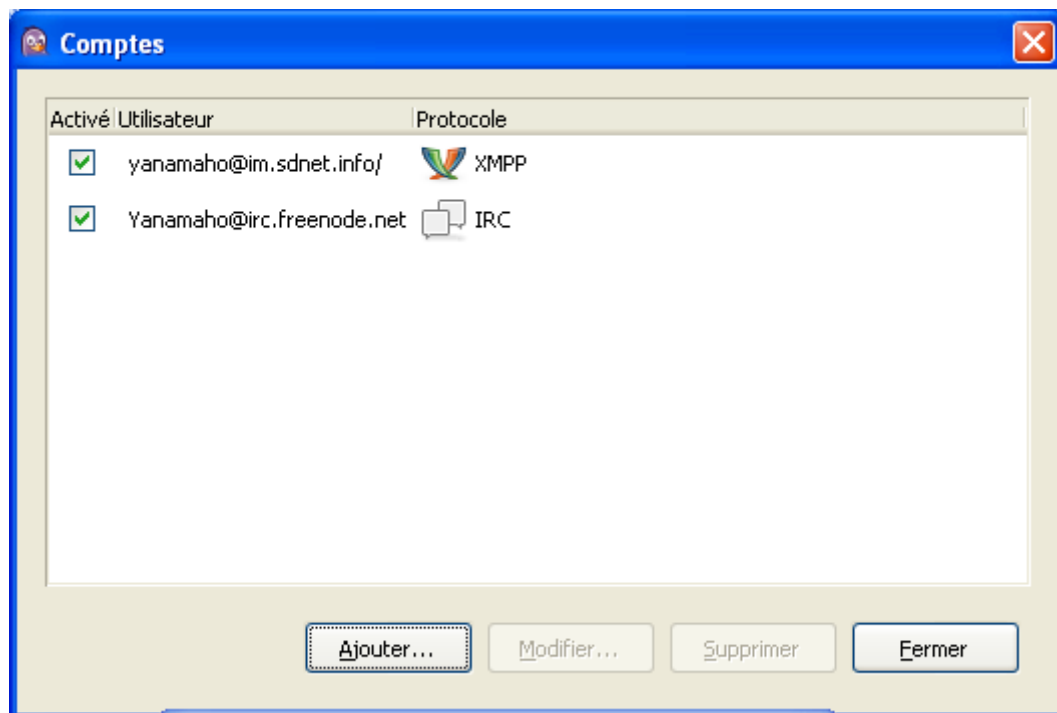 Comptes
Activé Utilisateur Protocole
yanamaho@im.sdnet.info/ XMPP
Yanamaho@irc.freenode.net IRC
Ajouter... Modifier... Supprimer Fermer